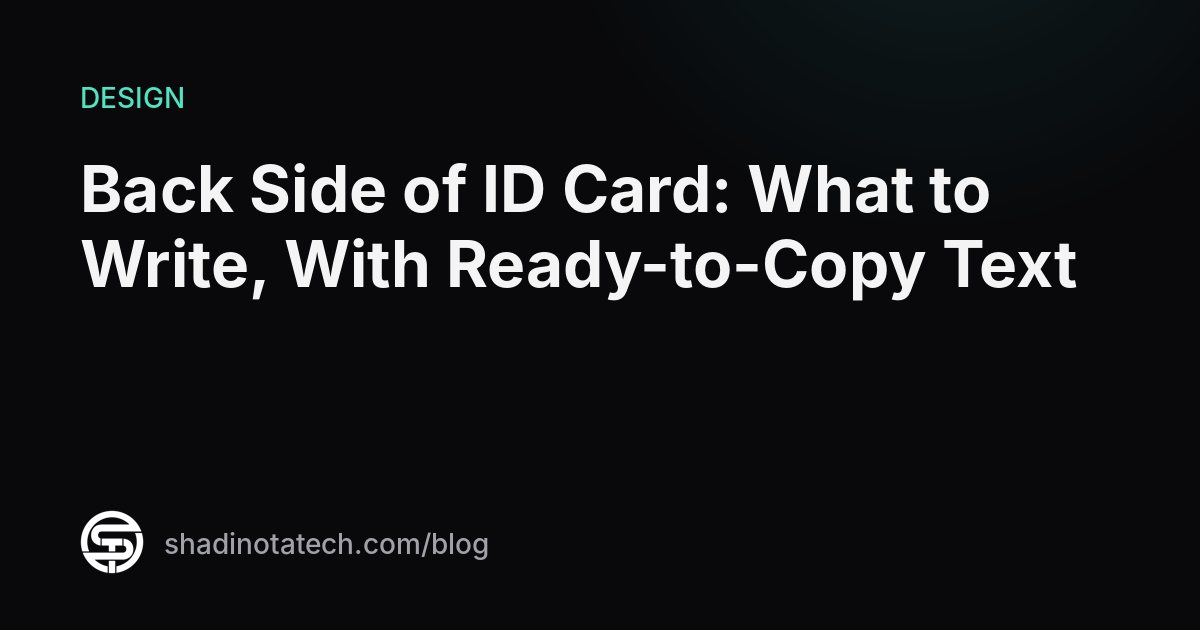 DESIGN
Back Side of ID Card: What to
Write, With Ready-to-Copy Text
shadinotatech.com/blog